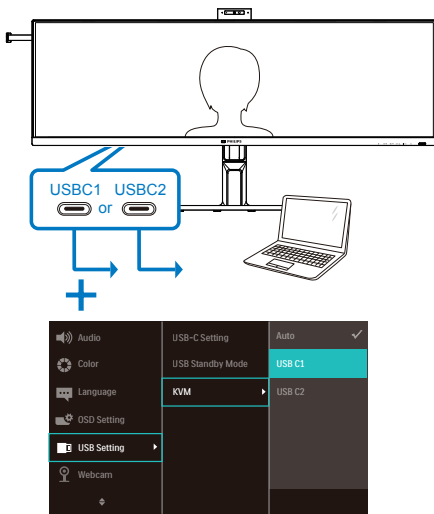 PHILIPS
USBC1 or USBC2
Audio USB-C Setting Auto
Color USB Standby Mode USB C1
Language KVM USB C2
OSD Setting
USB Setting
Webcam